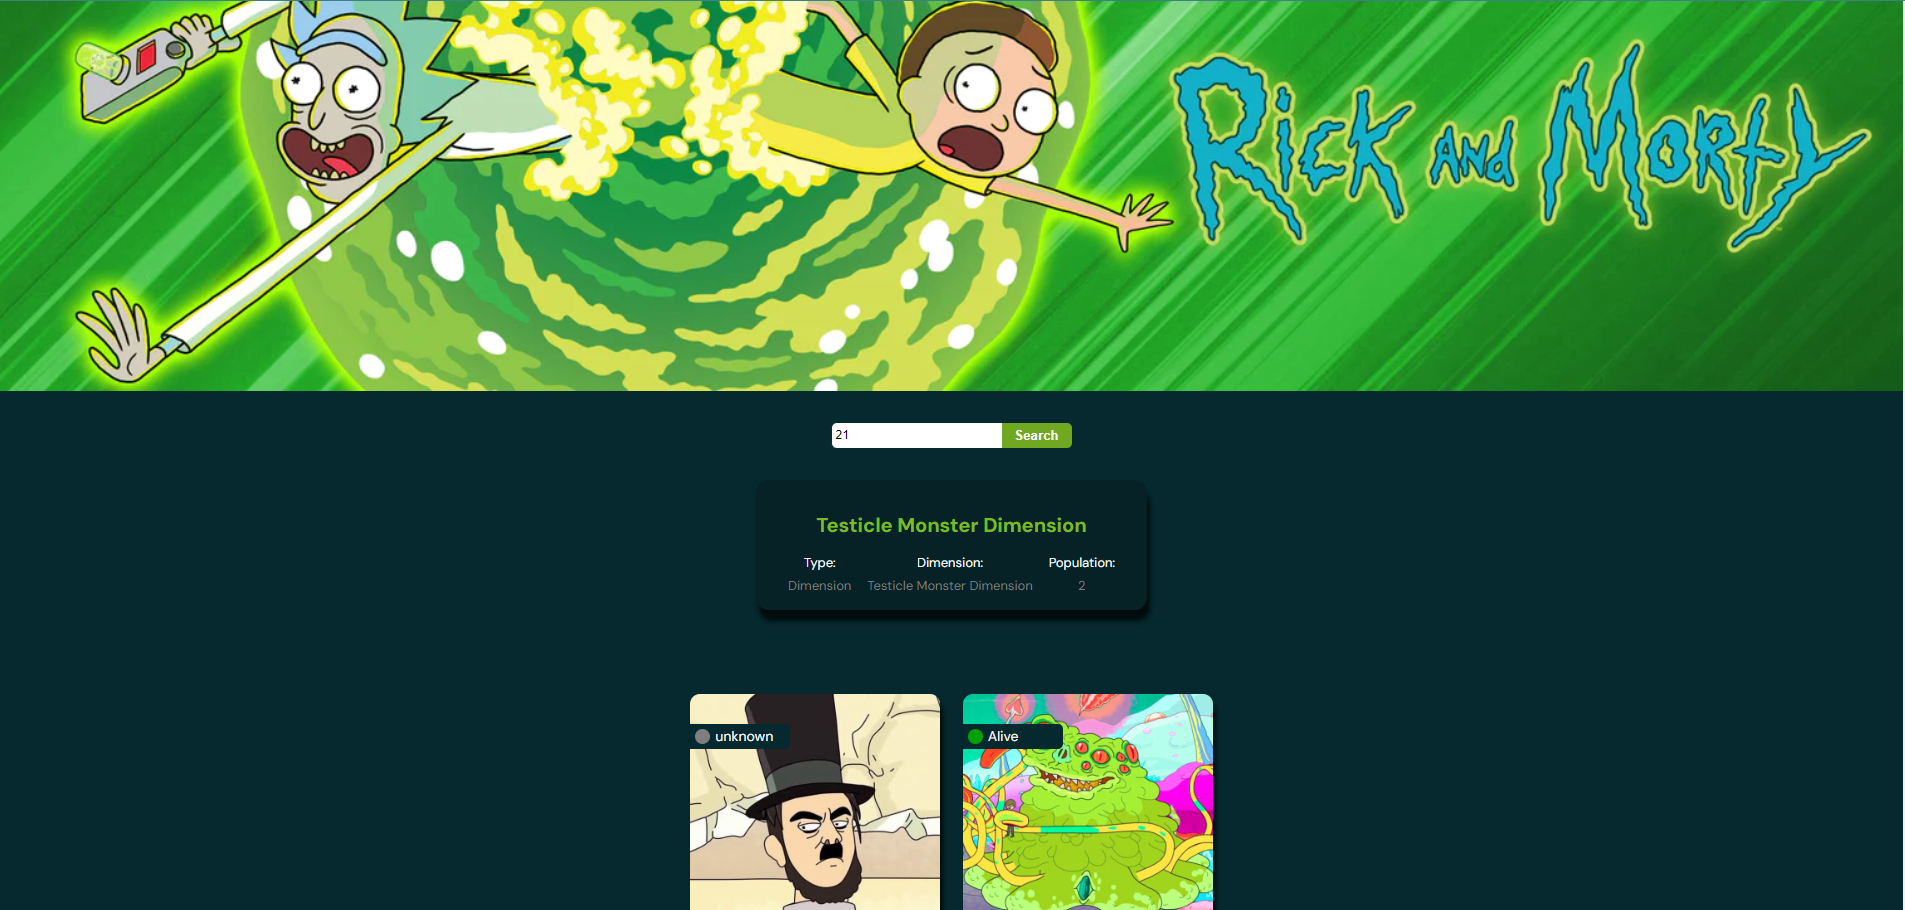 Rick and Morty
21 Search
Testicle Monster Dimension
Type: Dimension: Population:
Dimension Testicle Monster Dimension 2
unknown Alive